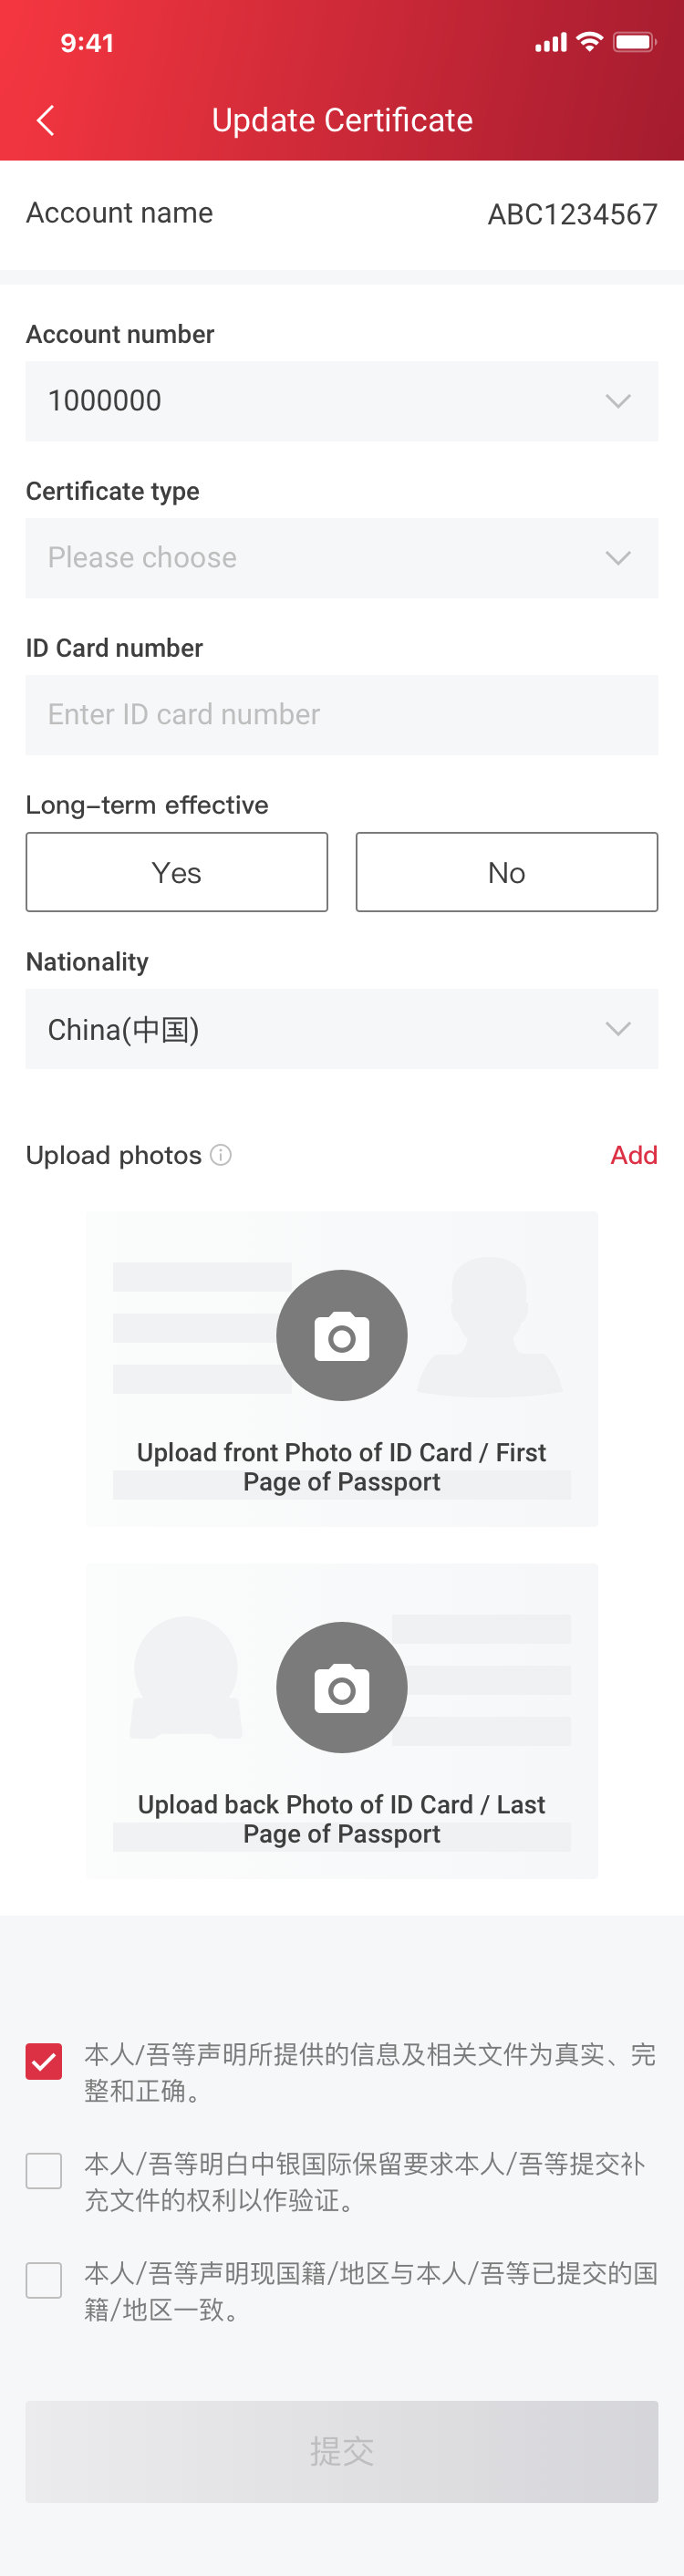 9:41
Update Certificate
Account name
ABC1234567
Account number
1000000
Certificate type
Please choose
ID Card number
Enter ID card number
Long-term effective
Yes
No
Nationality
China(中国)
Upload photos
Add
Upload front Photo of ID Card / First
Page of Passport
Upload back Photo of ID Card / Last
Page of Passport
本人/吾等声明所提供的信息及相关文件为真实、完
整和正确。
本人/吾等明白中银国际保留要求本人/吾等提交补
充文件的权利以作验证。
本人/吾等声明现国籍/地区与本人/吾等已提交的国
籍/地区一致。
提交